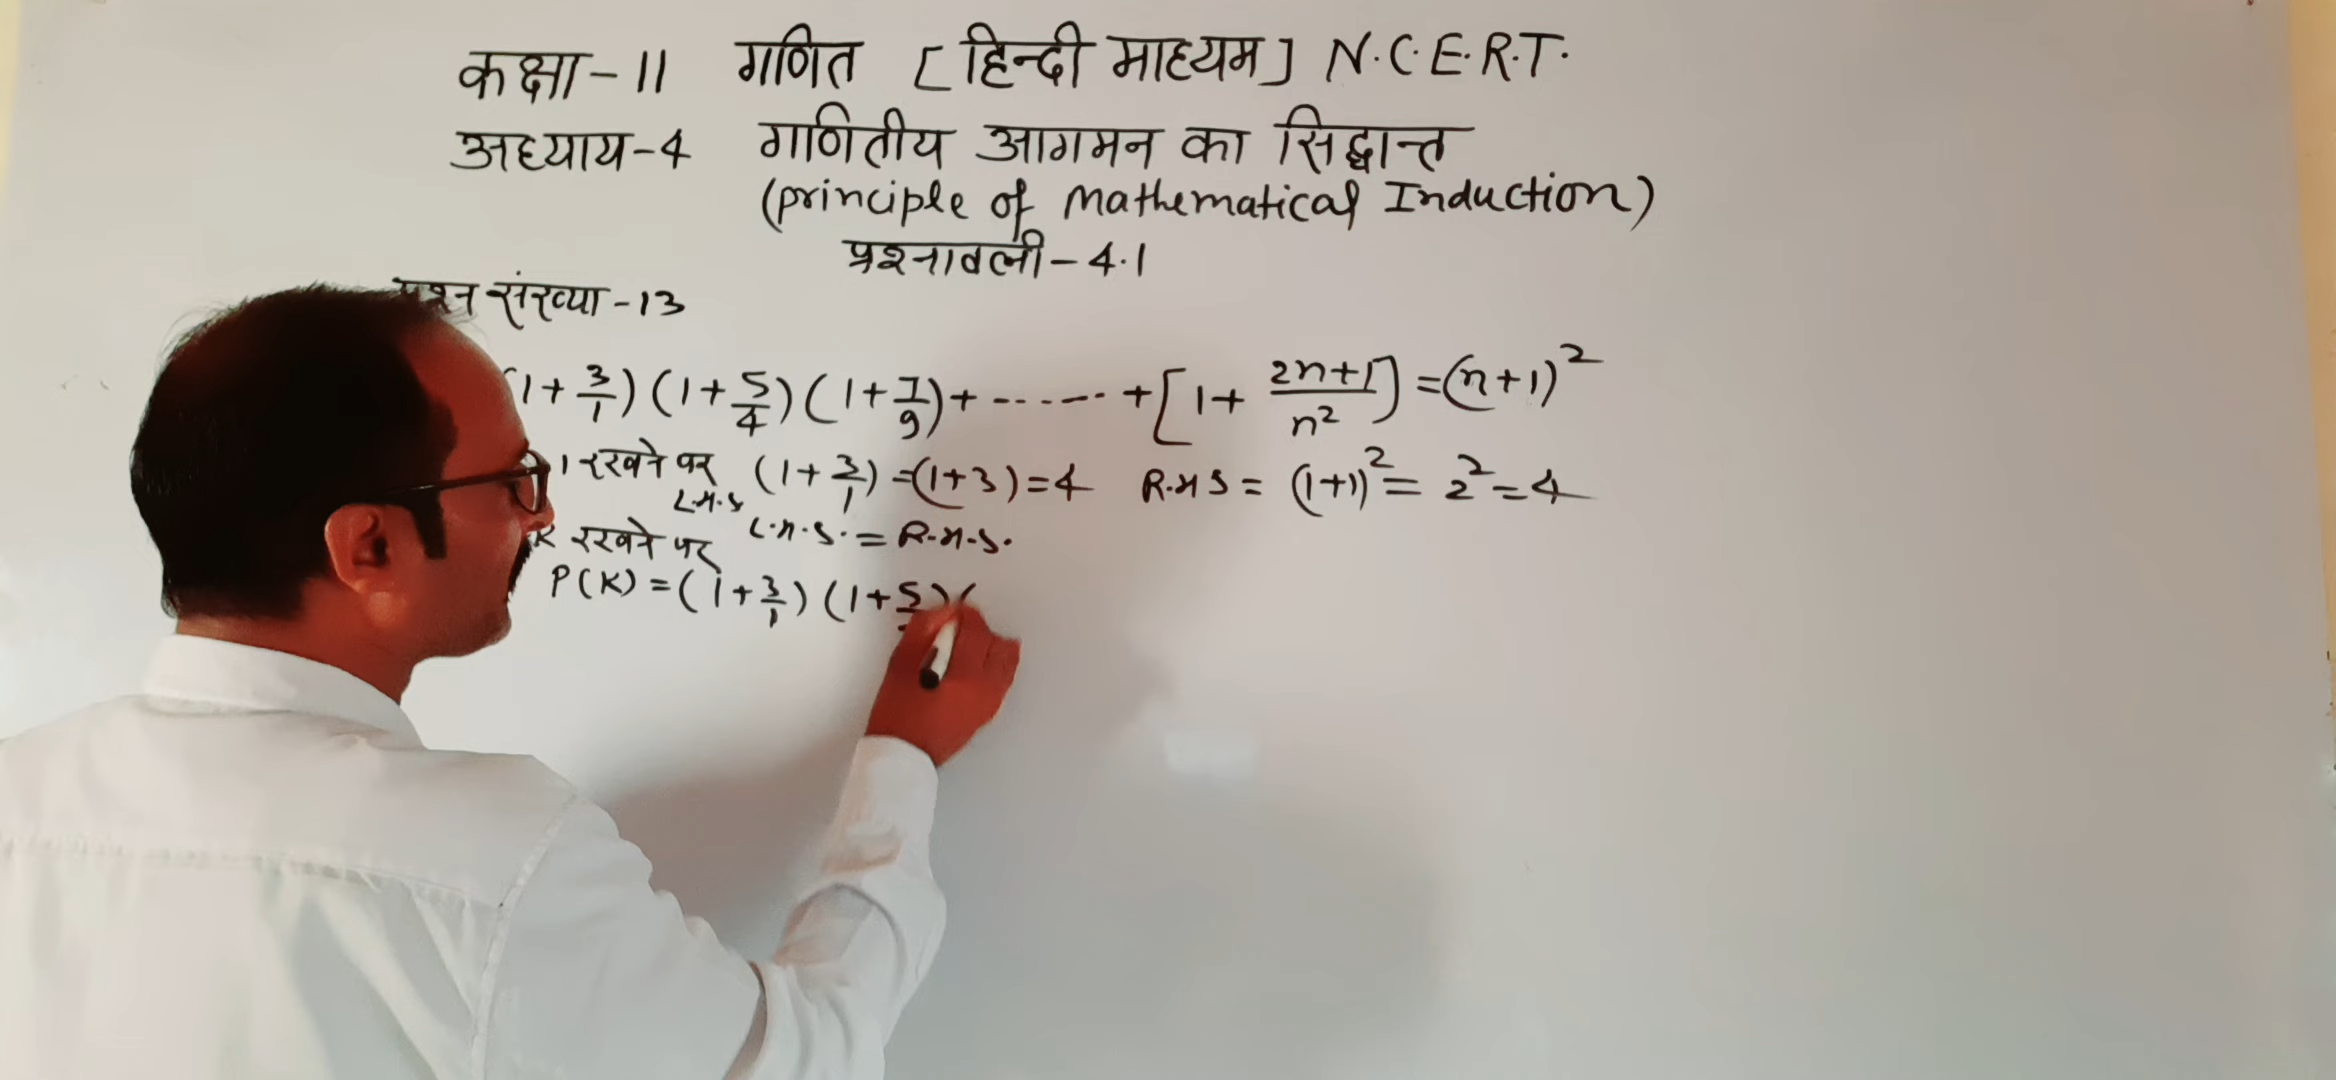 कक्षा-11 गणित [हिन्दी माध्यम] N.C.E.R.T.
अध्याय-4 गणितीय आगमन का सिद्धान्त
(principle of Mathematical Induction)
प्रश्नावली-4.1
प्रश्न संख्या-13
(1+3/1)(1+5/4)(1+7/9)+------+[1+ 2n+1/n²]=(n+1)²
1 रखने पर (1+3/1)=(1+3)=4 R.H.S=(1+1)²=2²=4
L.H.S
K रखने पर L.H.S.=R.H.S.
P(K)=(1+3/1)(1+5/